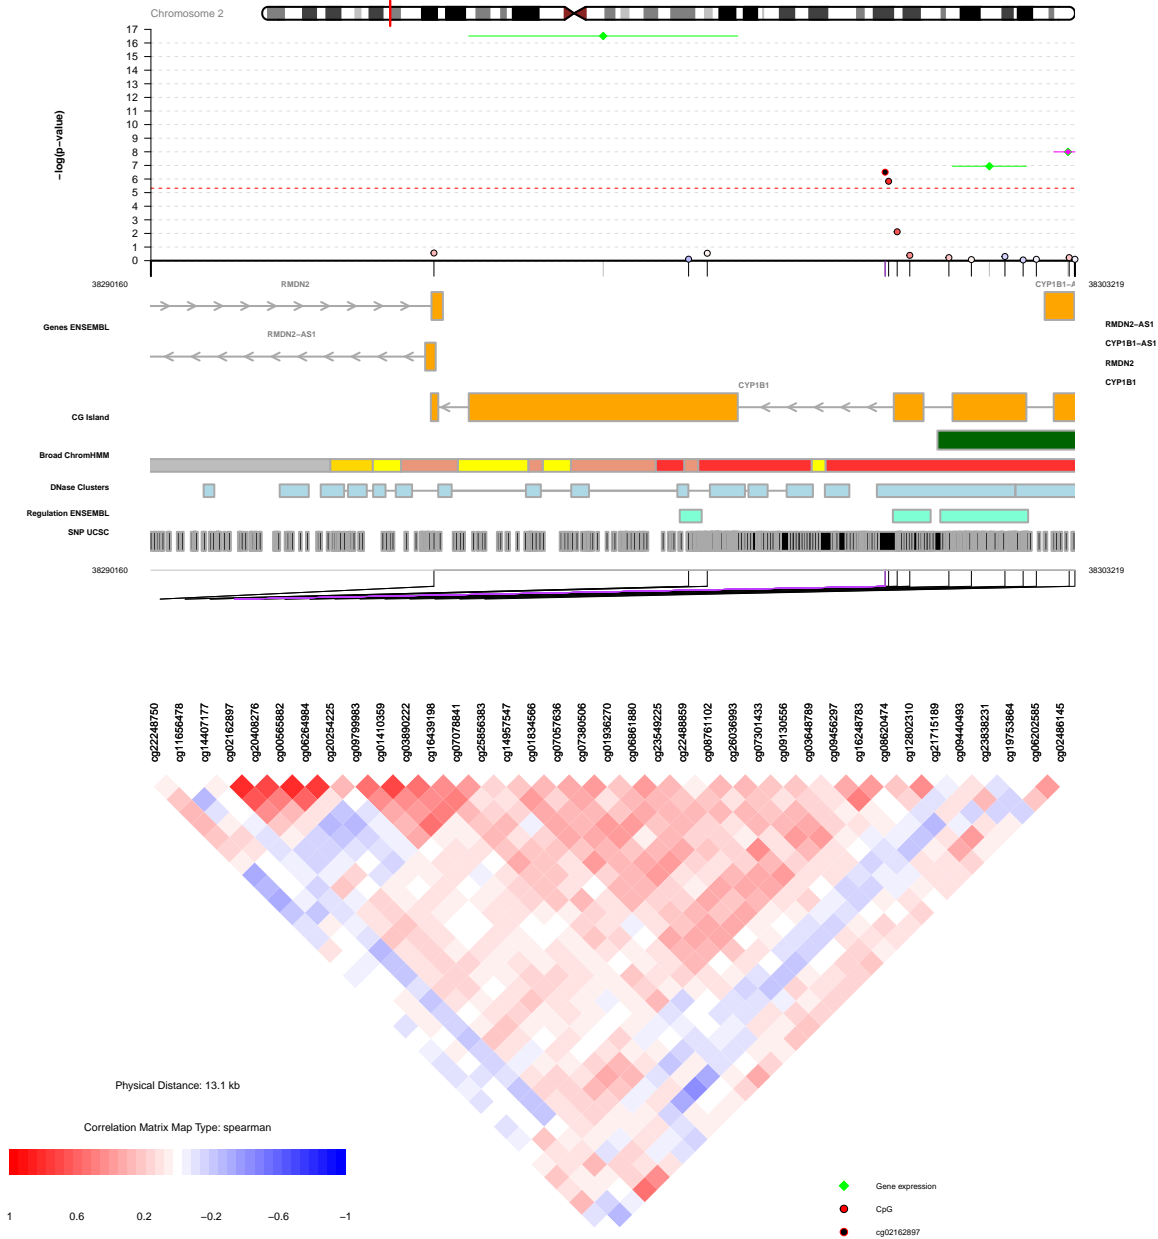 Chromosome 2
−log(p−value)
17
16
15
14
13
12
11
10
9
8
7
6
5
4
3
2
1
0
38290160
38303219
RMDN2
CYP1B1−A
Genes ENSEMBL
RMDN2−AS1
RMDN2−AS1
CYP1B1−AS1
RMDN2
CYP1B1
CYP1B1
CG Island
Broad ChromHMM
DNase Clusters
Regulation ENSEMBL
SNP UCSC
38290160
38303219
cg22248750
cg11656478
cg14407177
cg02162897
cg20408276
cg00565882
cg06264984
cg20254225
cg09799983
cg01410359
cg03890222
cg16439198
cg07078841
cg25856383
cg14957547
cg01834566
cg07057636
cg07380506
cg01936270
cg06861880
cg23549225
cg22488859
cg08761102
cg26036993
cg07301433
cg09130556
cg03648789
cg09456297
cg16248783
cg08620474
cg12802310
cg21715189
cg09440493
cg23838231
cg19753864
cg06202585
cg02486145
Physical Distance: 13.1 kb
Correlation Matrix Map Type: spearman
1 0.6 0.2 −0.2 −0.6 −1
Gene expression
CpG
cg02162897